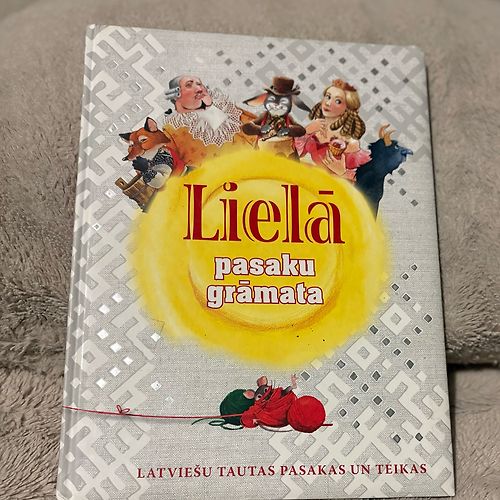 Lielā
pasaku
grāmata
LATVIEŠU TAUTAS PASAKAS UN TEIKAS